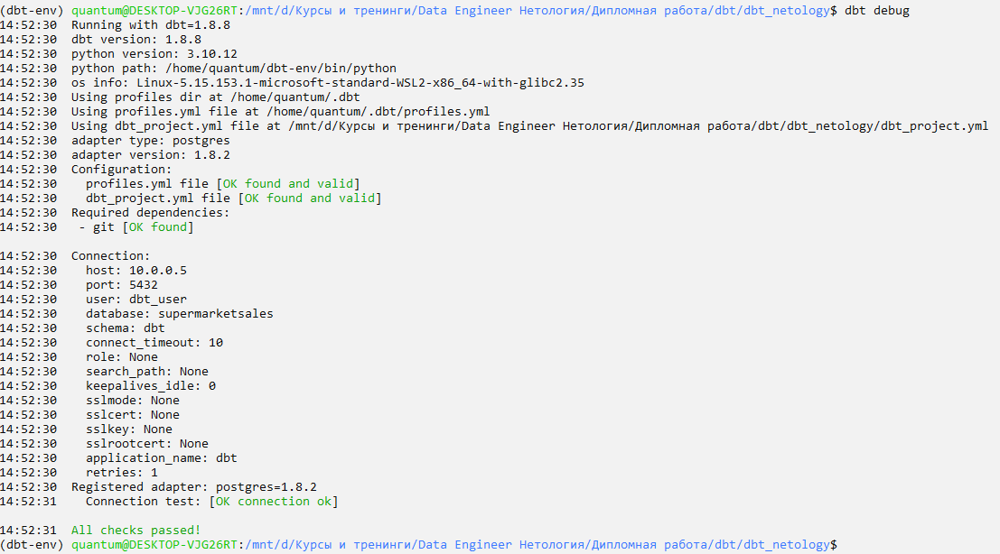 (dbt-env) quantum@DESKTOP-VJG26RT:/mnt/d/Курсы и тренинги/Data Engineer Нетология/Дипломная работа/dbt/dbt_netology$ dbt debug
14:52:30  Running with dbt=1.8.8
14:52:30  dbt version: 1.8.8
14:52:30  python version: 3.10.12
14:52:30  python path: /home/quantum/dbt-env/bin/python
14:52:30  os info: Linux-5.15.153.1-microsoft-standard-WSL2-x86_64-with-glibc2.35
14:52:30  Using profiles dir at /home/quantum/.dbt
14:52:30  Using profiles.yml file at /home/quantum/.dbt/profiles.yml
14:52:30  Using dbt_project.yml file at /mnt/d/Курсы и тренинги/Data Engineer Нетология/Дипломная работа/dbt/dbt_netology/dbt_project.yml
14:52:30  adapter type: postgres
14:52:30  adapter version: 1.8.2
14:52:30  Configuration:
14:52:30    profiles.yml file [OK found and valid]
14:52:30    dbt_project.yml file [OK found and valid]
14:52:30  Required dependencies:
14:52:30   - git [OK found]

14:52:30  Connection:
14:52:30    host: 10.0.0.5
14:52:30    port: 5432
14:52:30    user: dbt_user
14:52:30    database: supermarketsales
14:52:30    schema: dbt
14:52:30    connect_timeout: 10
14:52:30    role: None
14:52:30    search_path: None
14:52:30    keepalives_idle: 0
14:52:30    sslmode: None
14:52:30    sslcert: None
14:52:30    sslkey: None
14:52:30    sslrootcert: None
14:52:30    application_name: dbt
14:52:30    retries: 1
14:52:30  Registered adapter: postgres=1.8.2
14:52:31    Connection test: [OK connection ok]

14:52:31  All checks passed!
(dbt-env) quantum@DESKTOP-VJG26RT:/mnt/d/Курсы и тренинги/Data Engineer Нетология/Дипломная работа/dbt/dbt_netology$